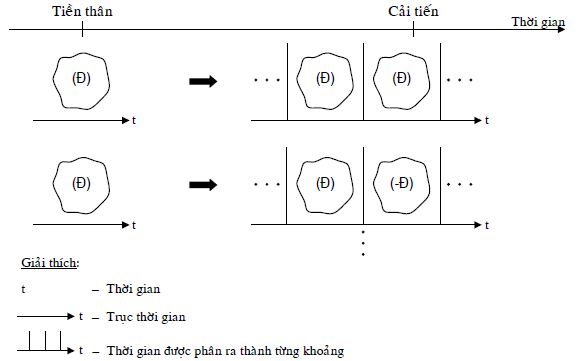 Tiền thân Cải tiến
Thời gian
(Đ) · · · (Đ) (Đ) · · ·
t t
(Đ) · · · (Đ) (-Đ) · · ·
t t
Giải thích:
t – Thời gian
t – Trục thời gian
t – Thời gian được phân ra thành từng khoảng